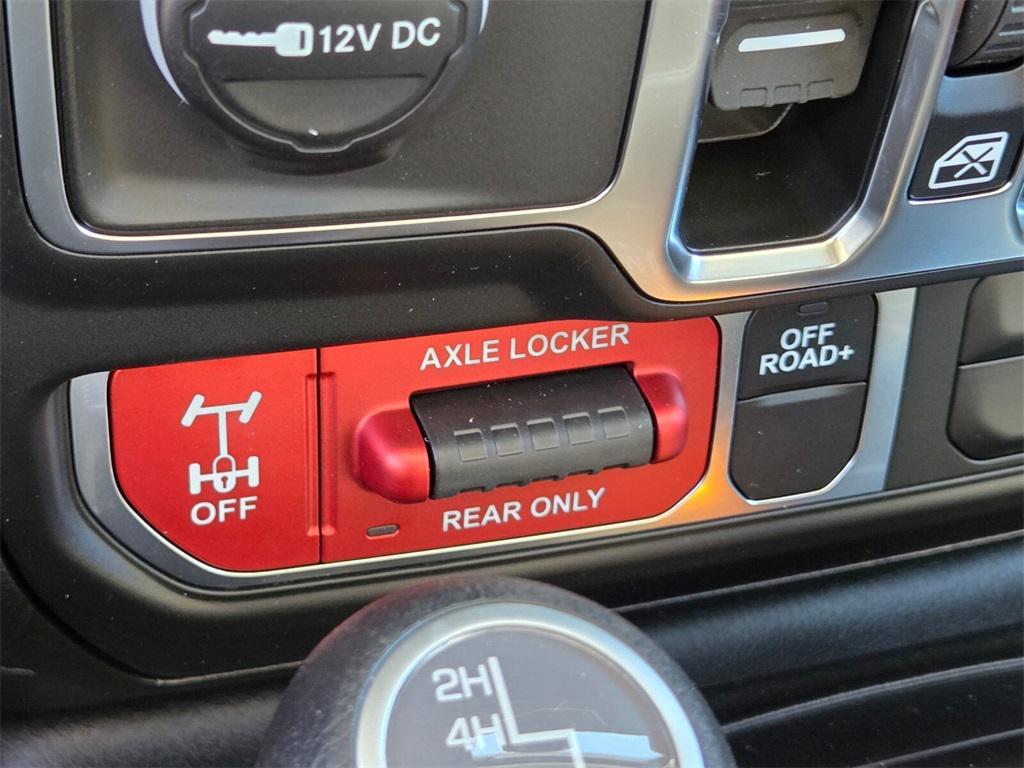 12V DC
AXLE LOCKER
OFF
ROAD+
OFF
REAR ONLY
2H
4H